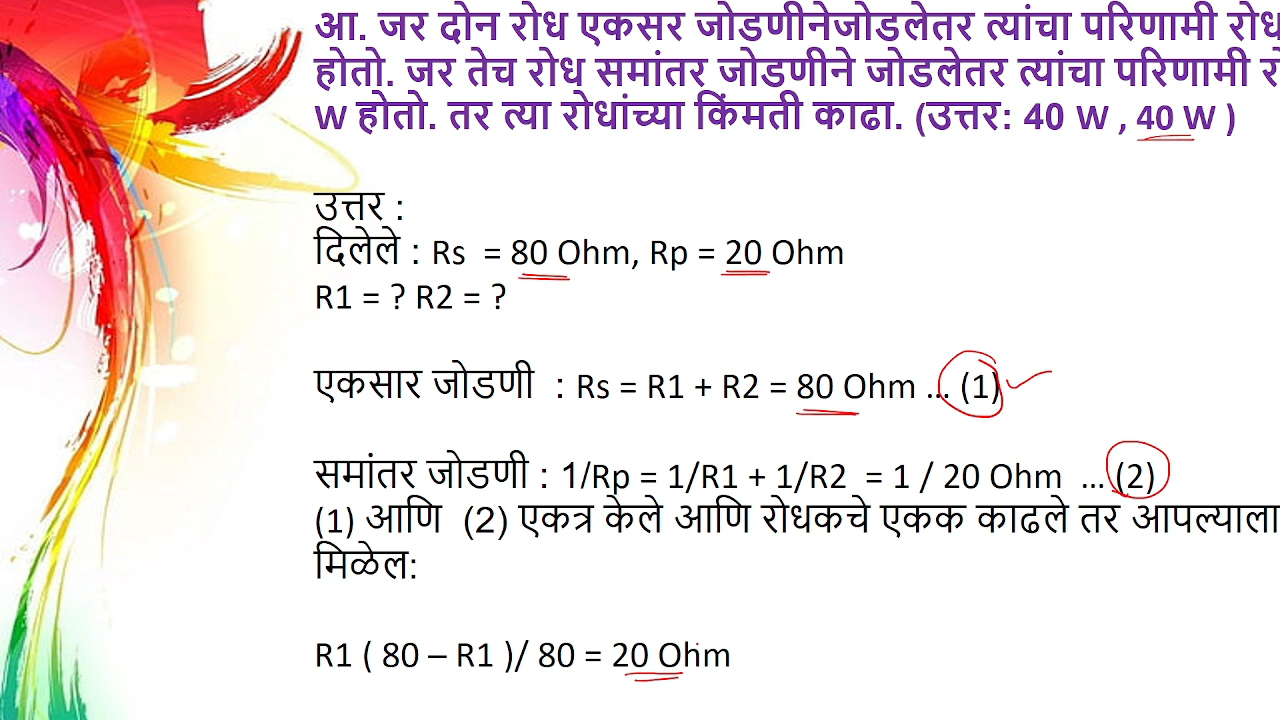 आ. जर दोन रोध एकसर जोडणीनेजोडलेतर त्यांचा परिणामी
होतो. जर तेच रोध समांतर जोडणीने जोडलेतर त्यांचा परिणामी
W होतो. तर त्या रोधांच्या किंमती काढा. (उत्तर: 40 W , 40 W )
उत्तर :
दिलेले : Rs = 80 Ohm, Rp = 20 Ohm
R1 = ? R2 = ?
एकसार जोडणी : Rs = R1 + R2 = 80 Ohm ... (1)
समांतर जोडणी : 1/Rp = 1/R1 + 1/R2 = 1 / 20 Ohm ... (2)
(1) आणि (2) एकत्र केले आणि रोधकचे एकक काढले तर आपल्याला
मिळेल:
R1 ( 80 – R1 )/ 80 = 20 Ohm